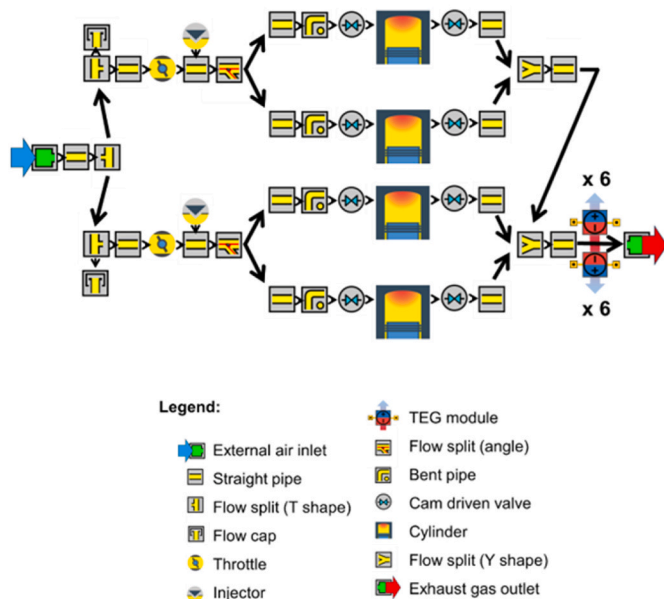 x 6
x 6
Legend:
External air inlet
Straight pipe
Flow split (T shape)
Flow cap
Throttle
Injector
TEG module
Flow split (angle)
Bent pipe
Cam driven valve
Cylinder
Flow split (Y shape)
Exhaust gas outlet